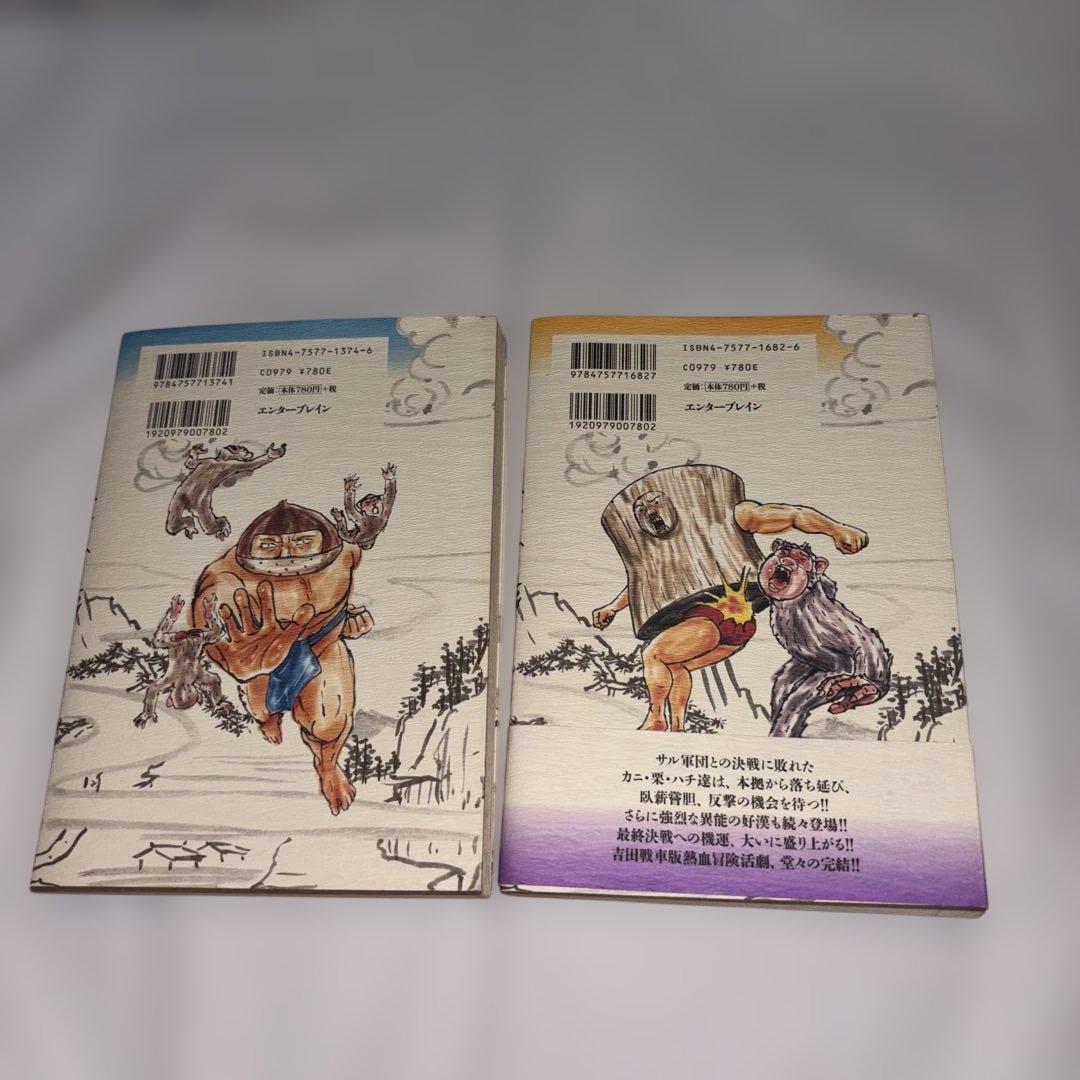 ISBN4-7577-1374-6
9784757713741
C0979 ¥780E
定価:本体780円+税
1920979007802
エンターブレイン
ISBN4-7577-1682-6
9784757716827
C0979 ¥780E
定価:本体780円+税
1920979007802
エンターブレイン
サル軍団との決戦に敗れた
カニ・栗・ハチ達は、本拠から落ち延び、
臥薪嘗胆、反撃の機会を待つ!!
さらに強烈な異能の好漢も続々登場!!
最終決戦への機運、大いに盛り上がる!!
吉田戦車版熱血冒険活劇、堂々の完結!!